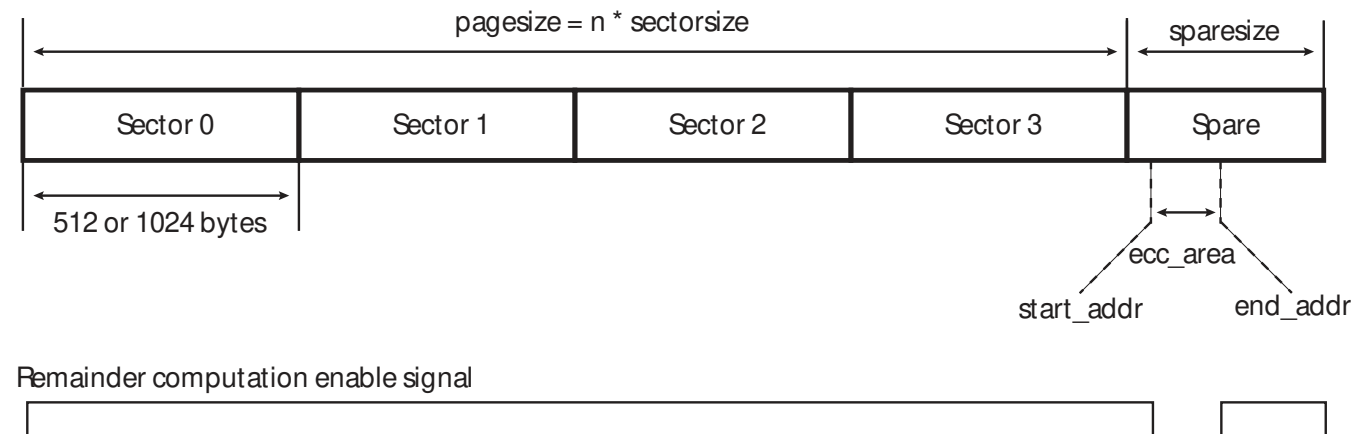 pagesize = n * sectorsize
sparesize
Sector 0
Sector 1
Sector 2
Sector 3
Spare
512 or 1024 bytes
ecc_area
start_addr
end_addr
Remainder computation enable signal